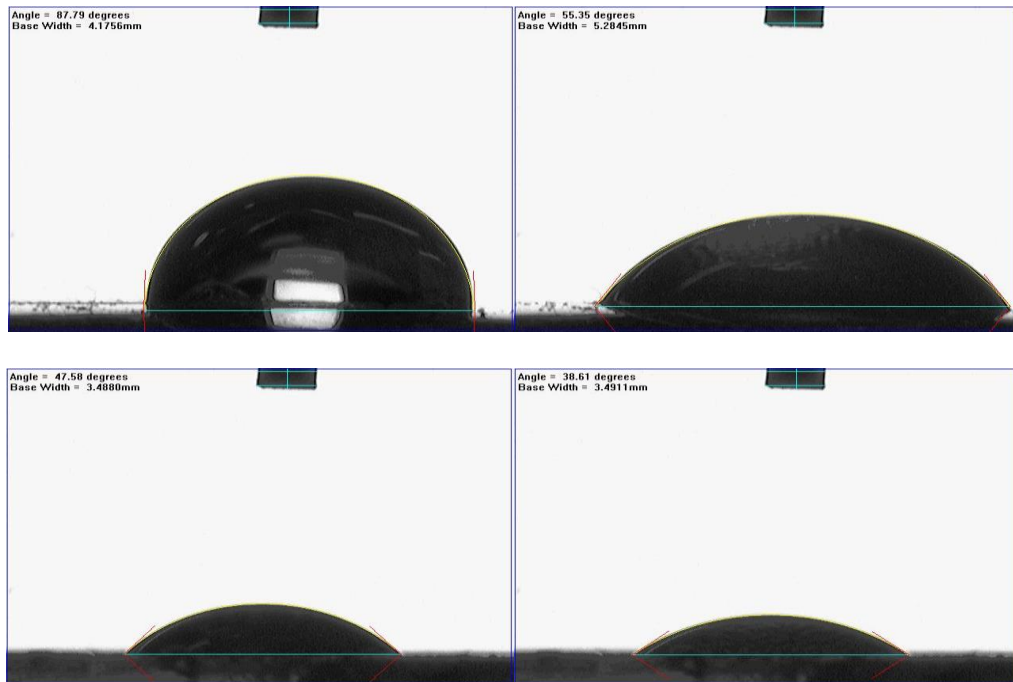 Angle = 87.79 degrees
Base Width = 4.1756mm
Angle = 55.35 degrees
Base Width = 5.2845mm
Angle = 47.58 degrees
Base Width = 3.4880mm
Angle = 38.61 degrees
Base Width = 3.4911mm